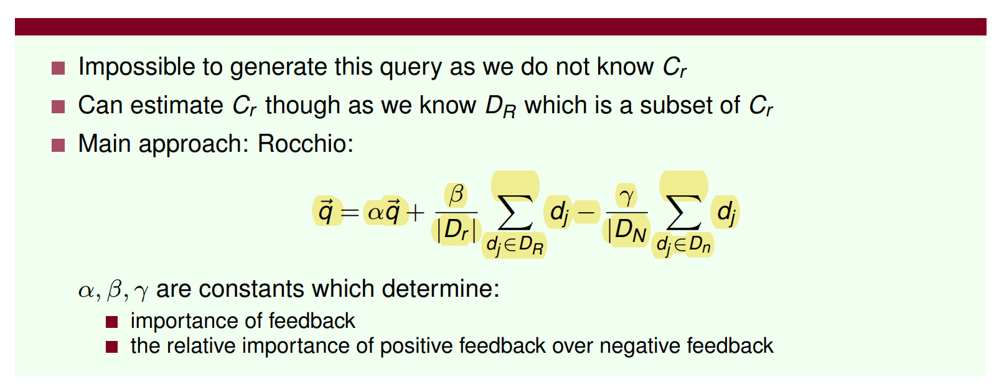 Impossible to generate this query as we do not know C_r
Can estimate C_r though as we know D_R which is a subset of C_r
Main approach: Rocchio:
\vec{q} = \alpha\vec{q} + \frac{\beta}{|D_r|} \sum_{d_j \in D_R} d_j - \frac{\gamma}{|D_N} \sum_{d_j \in D_n} d_j
α, β, γ are constants which determine:
importance of feedback
the relative importance of positive feedback over negative feedback